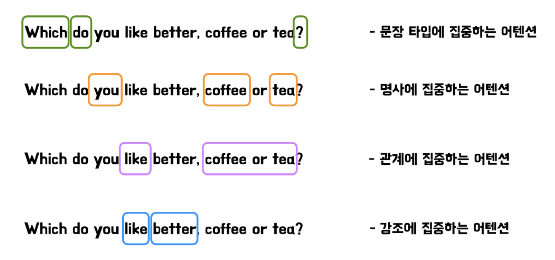 Which do you like better, coffee or tea? - 문장 타입에 집중하는 어텐션
Which do you like better, coffee or tea? - 명사에 집중하는 어텐션
Which do you like better, coffee or tea? - 관계에 집중하는 어텐션
Which do you like better, coffee or tea? - 강조에 집중하는 어텐션